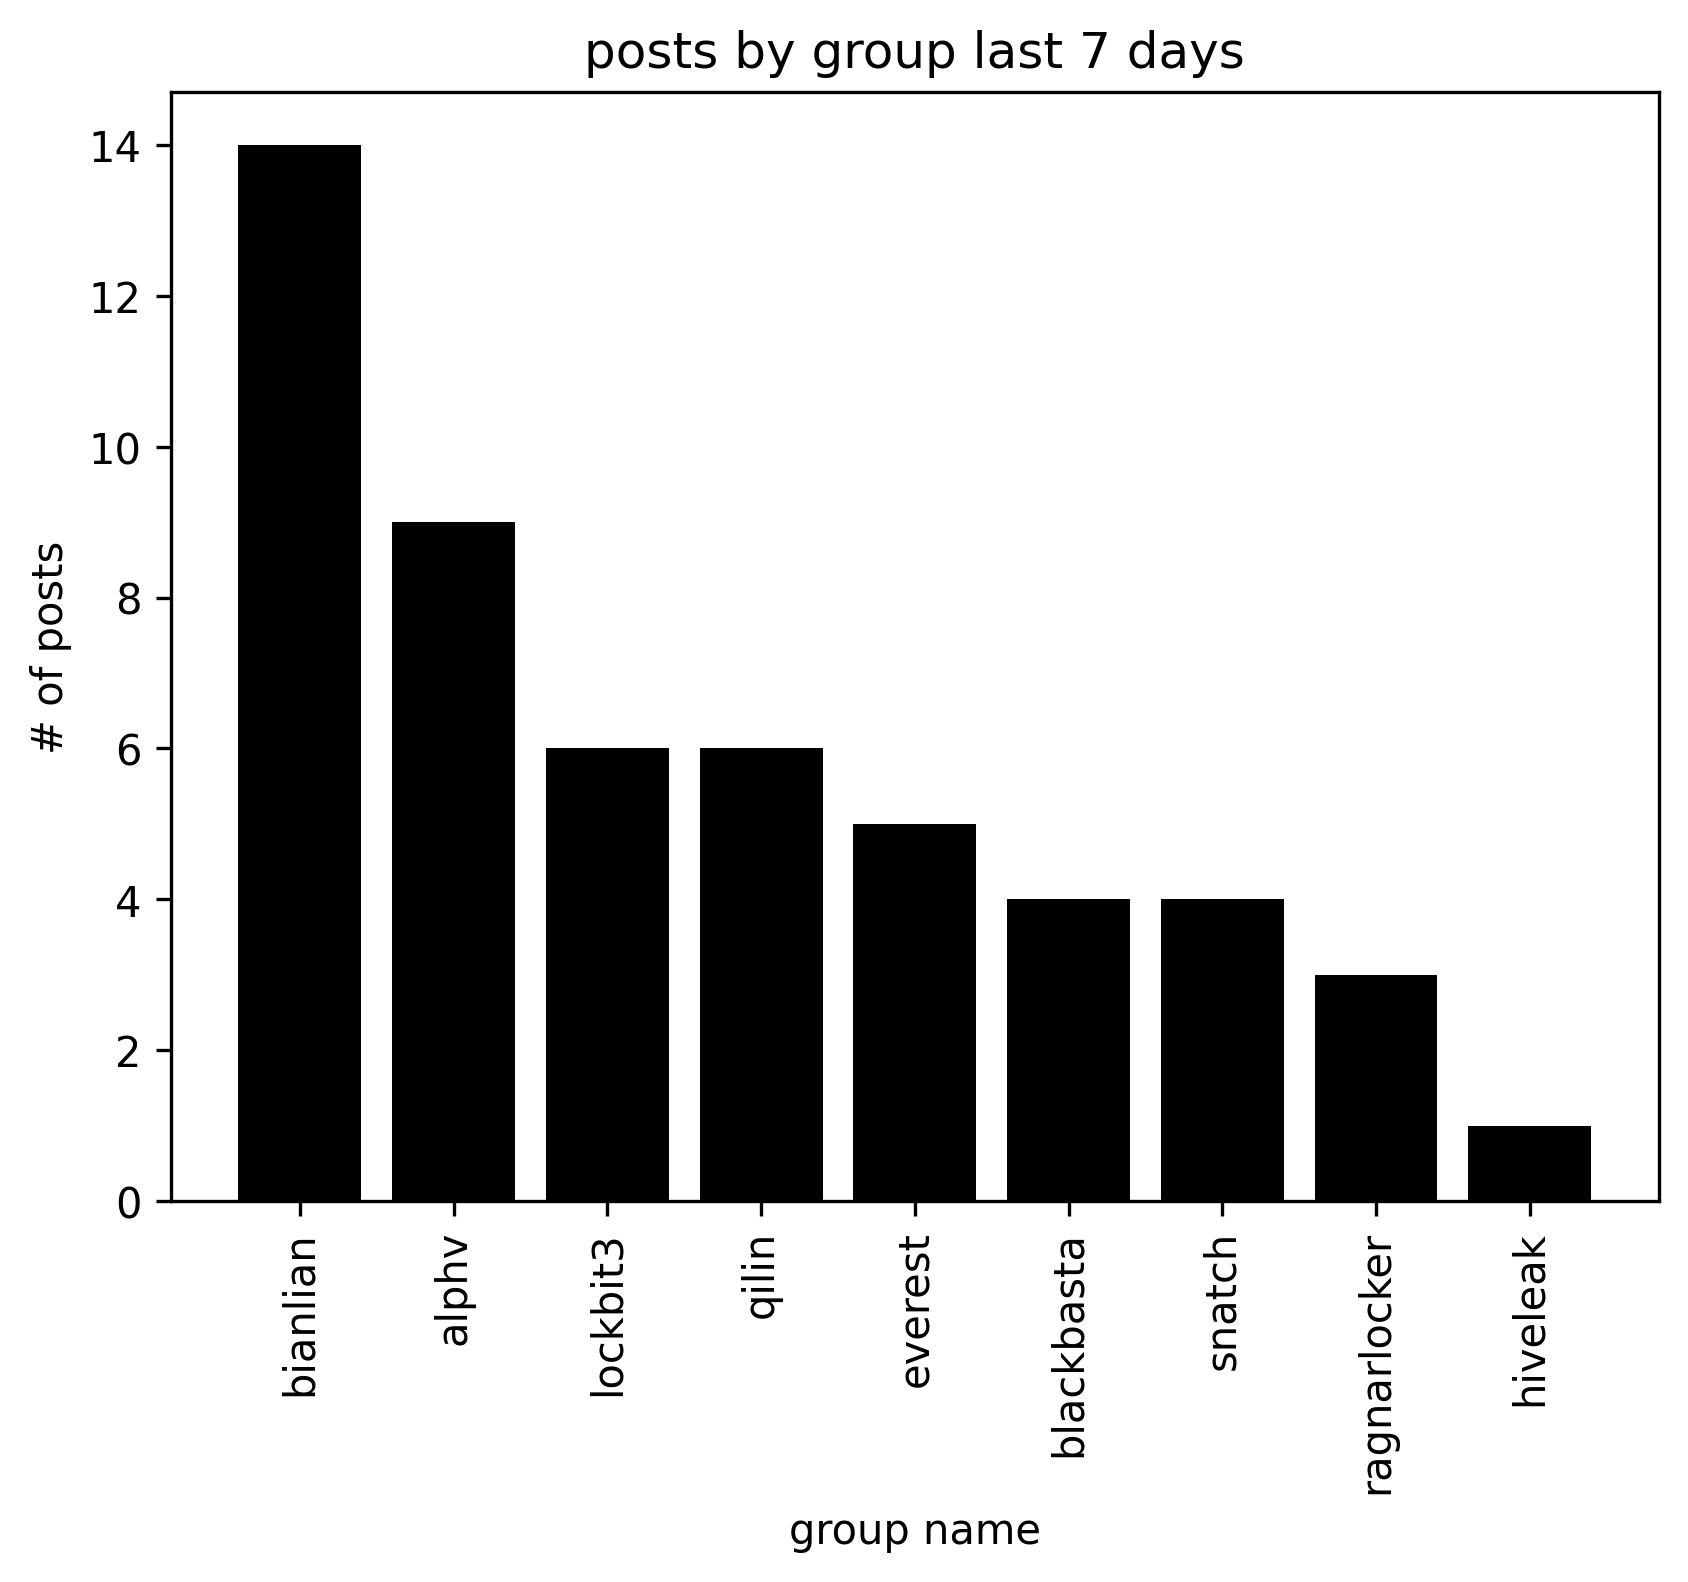 posts by group last 7 days
# of posts
14
12
10
8
6
4
2
0
bianlian
alphv
lockbit3
qilin
everest
blackbasta
snatch
ragnarlocker
hiveleak
group name